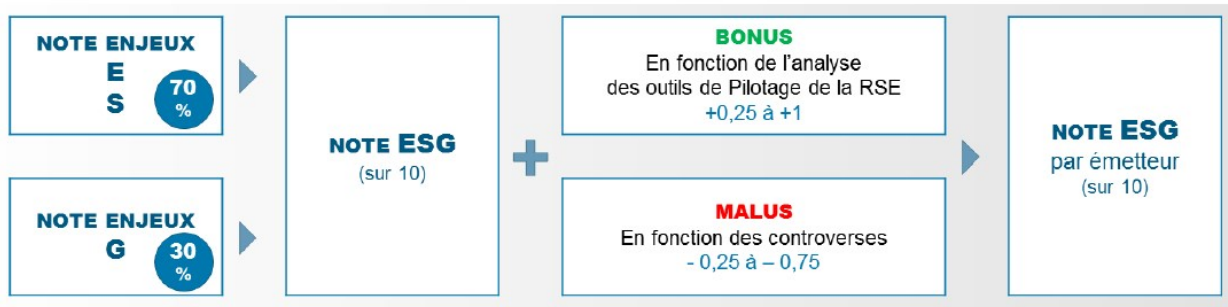 NOTE ENJEUX
E
S
70
%
NOTE ENJEUX
G
30
%
NOTE ESG
(sur 10)
BONUS
En fonction de l'analyse
des outils de Pilotage de la RSE
+0,25 à +1
MALUS
En fonction des controverses
- 0,25 à – 0,75
NOTE ESG
par émetteur
(sur 10)